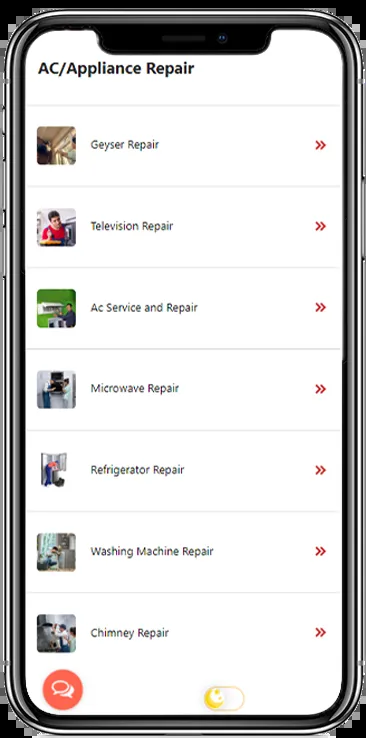 AC/Appliance Repair
Geyser Repair
Television Repair
Ac Service and Repair
Microwave Repair
Refrigerator Repair
Washing Machine Repair
Chimney Repair